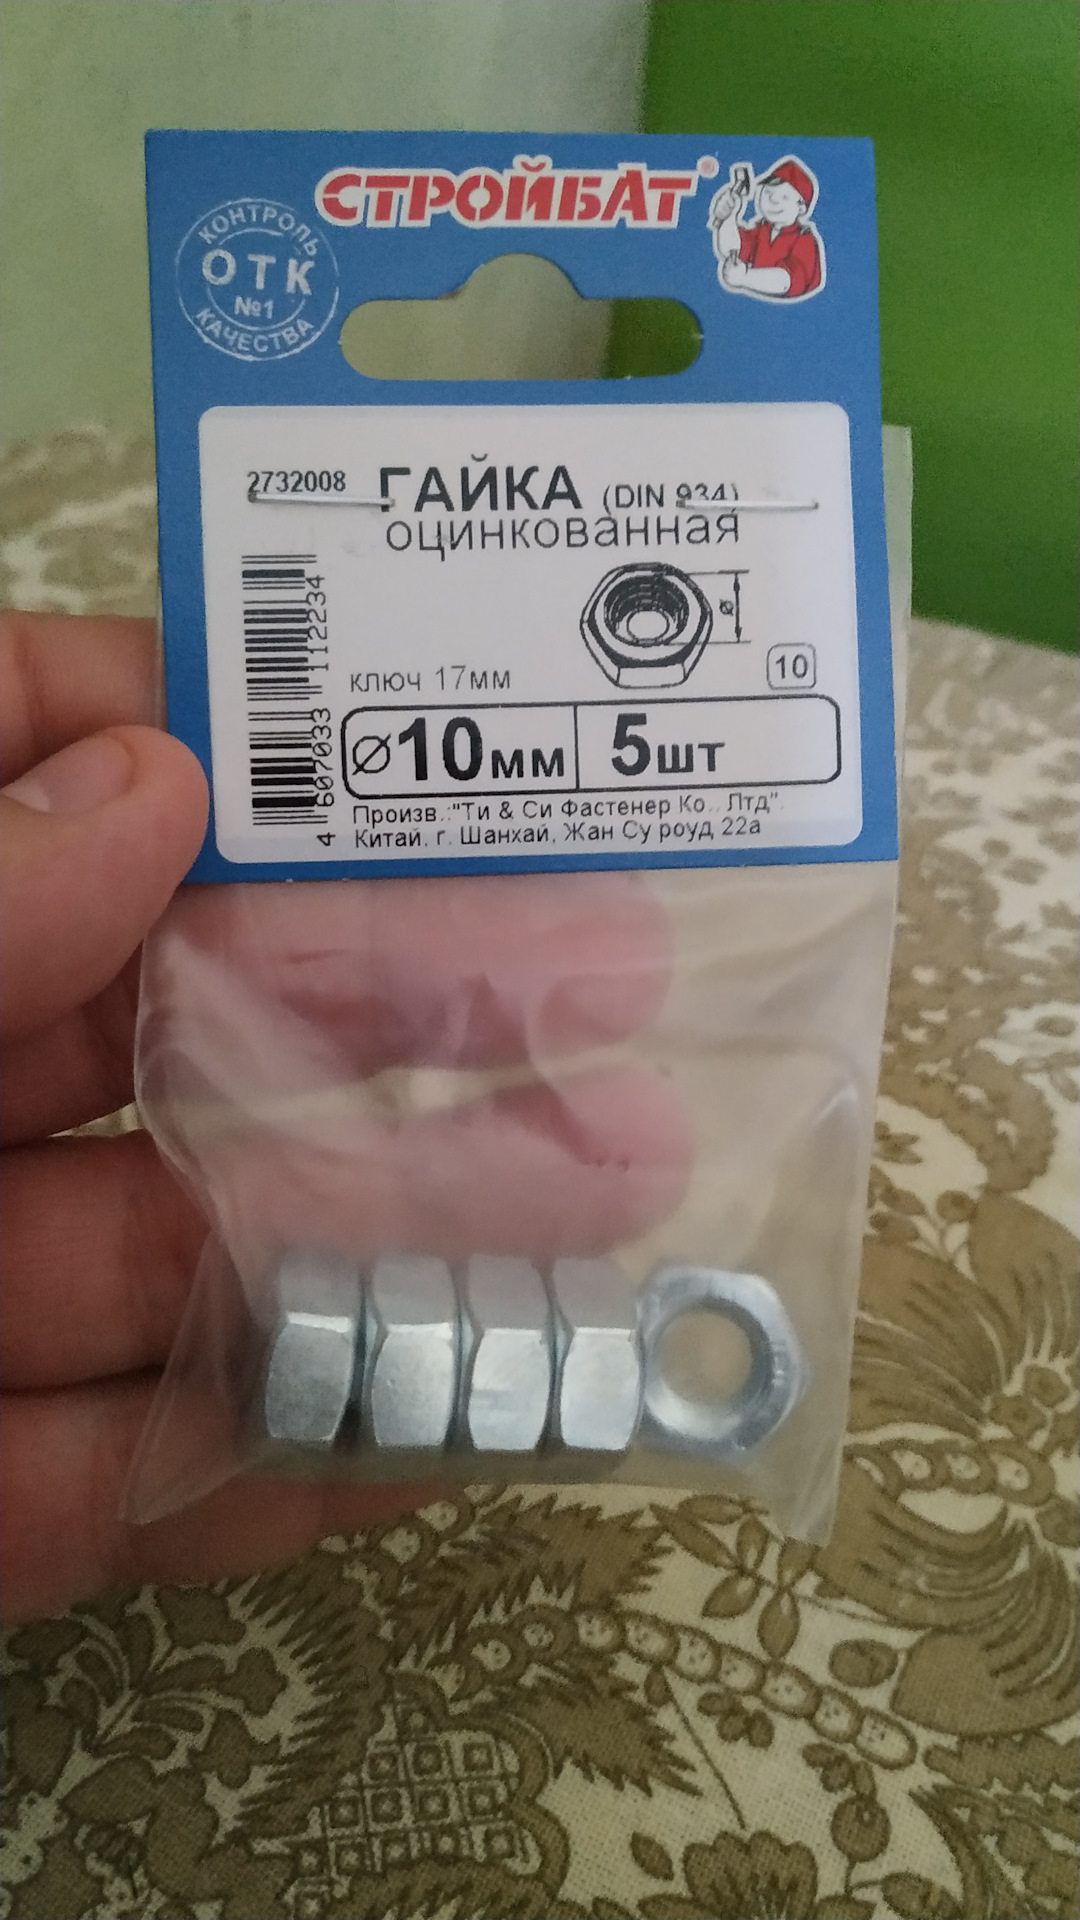 СТРОЙБАТ®
КОНТРОЛЬ
ОТК
№1
КАЧЕСТВА
2732008
ГАЙКА (DIN 934)
оцинкованная
ø
ключ 17мм
10
⌀10мм
5шт
4 607033 112234
Произв.:"Ти & Си Фастенер Ко., Лтд".
Китай, г. Шанхай, Жан Су роуд 22а